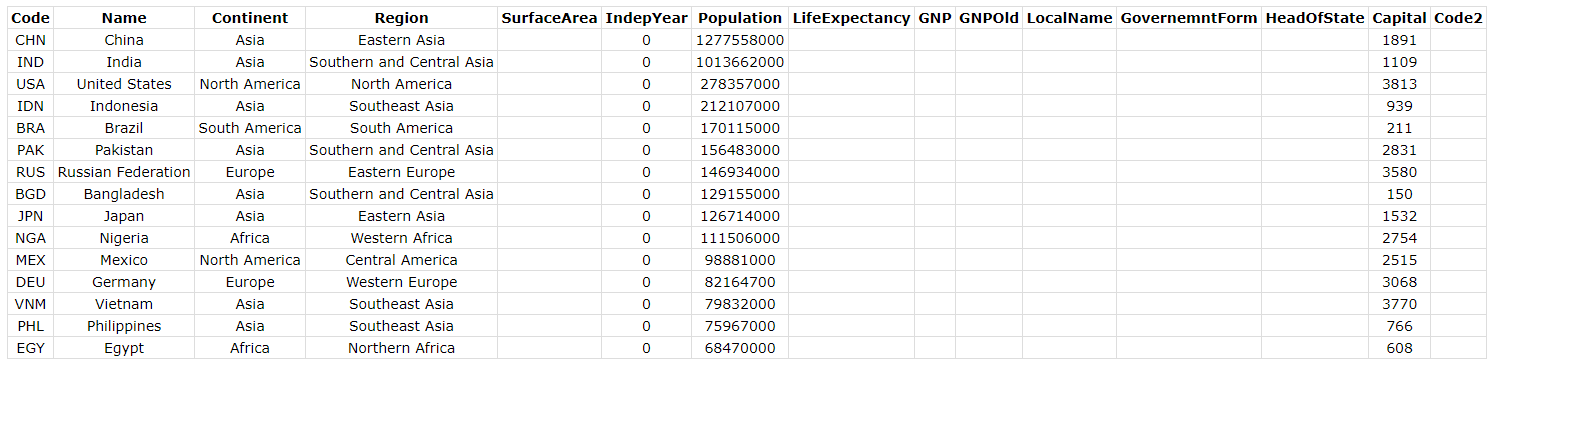 Code Name Continent Region SurfaceArea IndepYear Population LifeExpectancy GNP GNPOld LocalName GovernemntForm HeadOfState Capital Code2
CHN China Asia Eastern Asia 0 1277558000 1891
IND India Asia Southern and Central Asia 0 1013662000 1109
USA United States North America North America 0 278357000 3813
IDN Indonesia Asia Southeast Asia 0 212107000 939
BRA Brazil South America South America 0 170115000 211
PAK Pakistan Asia Southern and Central Asia 0 156483000 2831
RUS Russian Federation Europe Eastern Europe 0 146934000 3580
BGD Bangladesh Asia Southern and Central Asia 0 129155000 150
JPN Japan Asia Eastern Asia 0 126714000 1532
NGA Nigeria Africa Western Africa 0 111506000 2754
MEX Mexico North America Central America 0 98881000 2515
DEU Germany Europe Western Europe 0 82164700 3068
VNM Vietnam Asia Southeast Asia 0 79832000 3770
PHL Philippines Asia Southeast Asia 0 75967000 766
EGY Egypt Africa Northern Africa 0 68470000 608